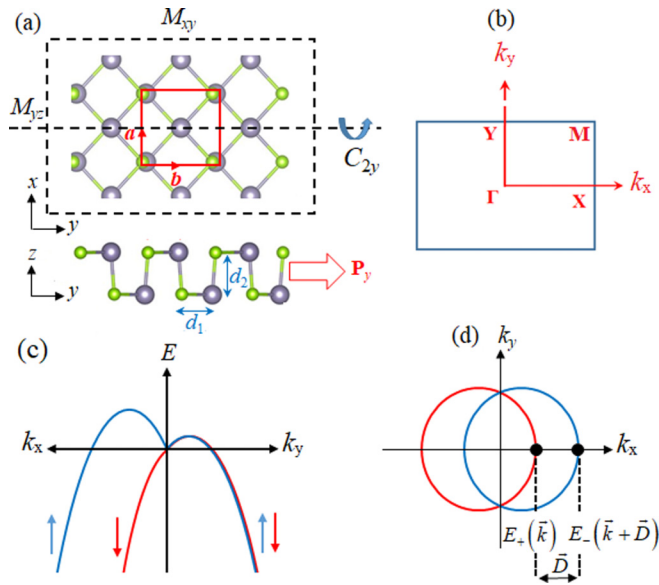 (a)
M_xy
M_yz
a
b
C_2y
x
y
z
y
d_1
d_2
P_y
(b)
k_y
Y
M
Γ
X
k_x
(c)
E
k_x
k_y
(d)
k_y
k_x
E_+(k⃗)
E_−(k⃗+D⃗)
D⃗